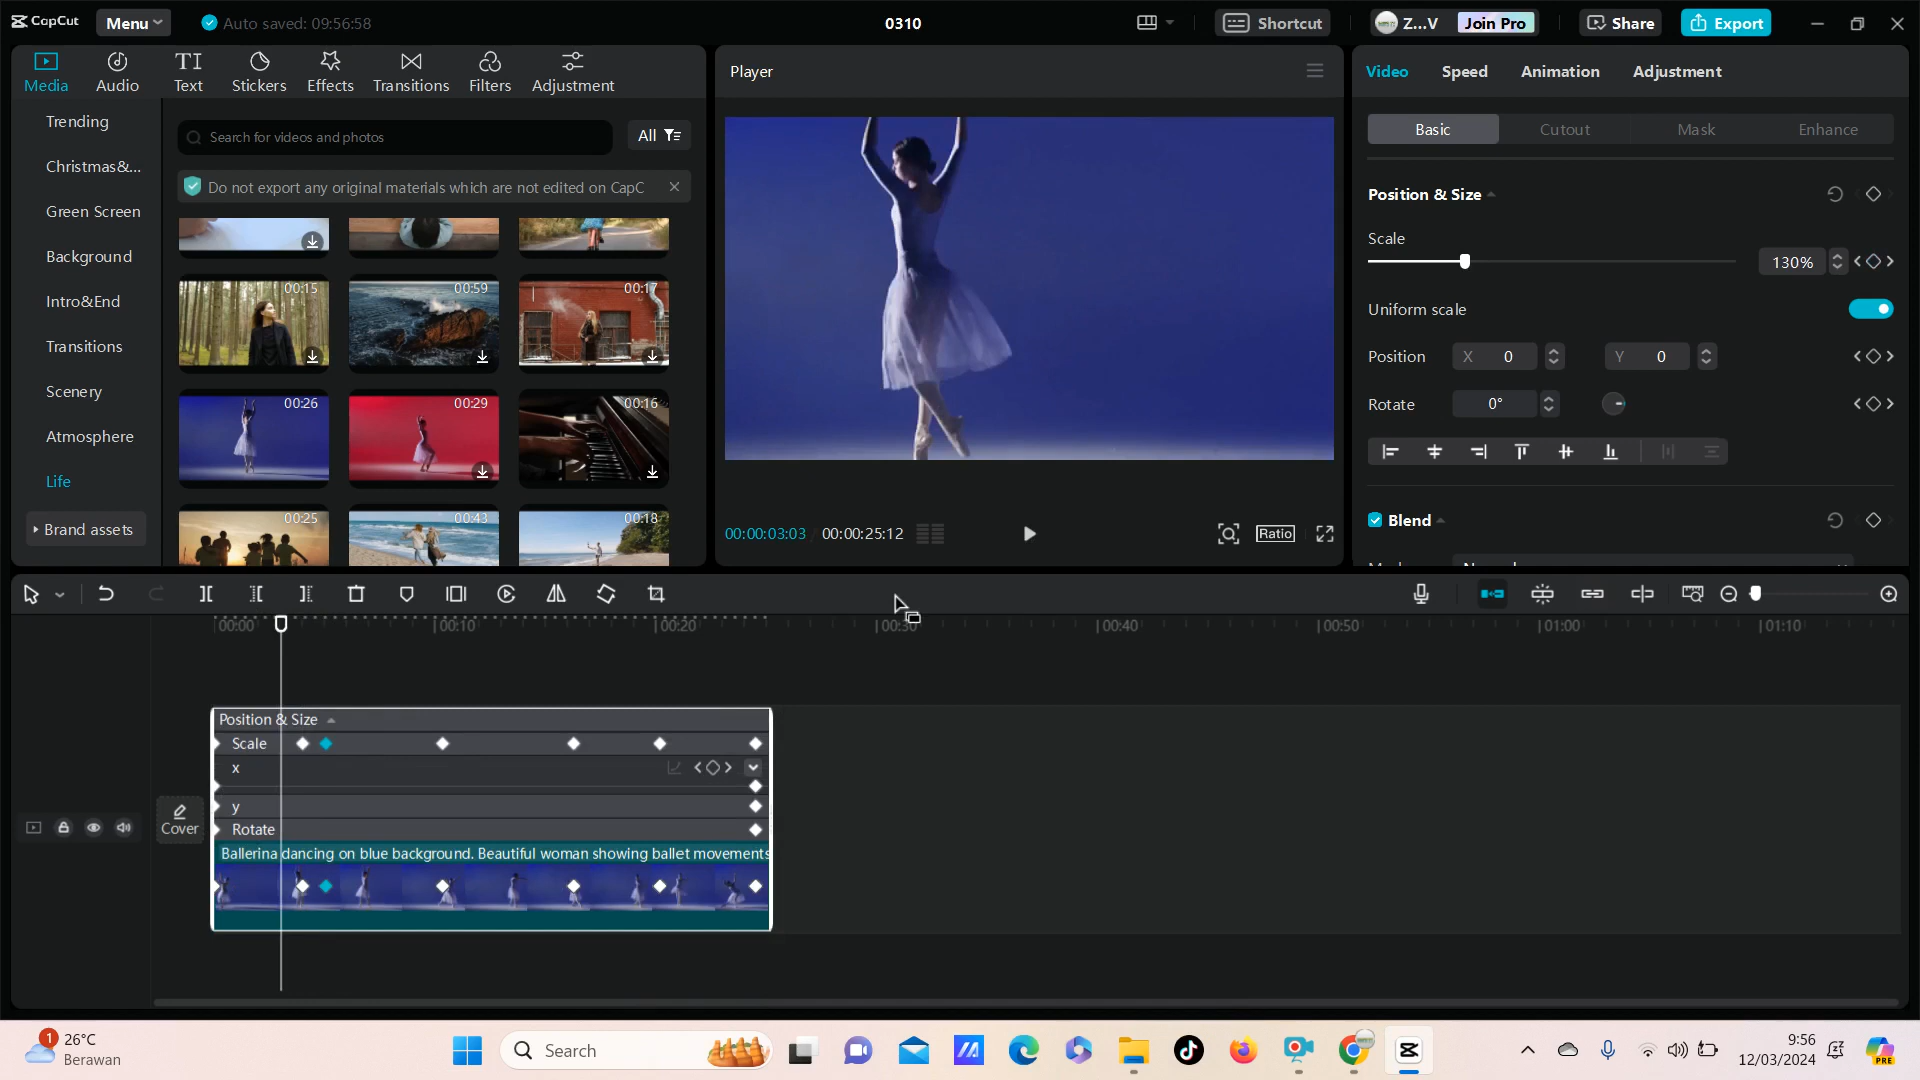 CapCut
Menu
Auto saved: 09:56:58
0310
Shortcut
Z...V
Join Pro
Share
Export
Media
Audio
TI
Text
Stickers
Effects
Transitions
Filters
Adjustment
Player
Video
Speed
Animation
Adjustment
Trending
Christmas&...
Green Screen
Background
Intro&End
Transitions
Scenery
Atmosphere
Life
Brand assets
Search for videos and photos
All
Do not export any original materials which are not edited on CapC
00:15
00:59
00:17
00:26
00:29
00:16
00:25
00:43
00:18
00:00:03:03
00:00:25:12
Ratio
Basic
Cutout
Mask
Enhance
Position & Size
Scale
130%
Uniform scale
Position
X 0
Y 0
Rotate
0°
Blend
00:00
00:10
00:20
00:30
00:40
00:50
01:00
01:10
Position & Size
Scale
x
y
Rotate
Ballerina dancing on blue background. Beautiful woman showing ballet movements
Cover
1
26°C
Berawan
Search
9:56
12/03/2024
PRE